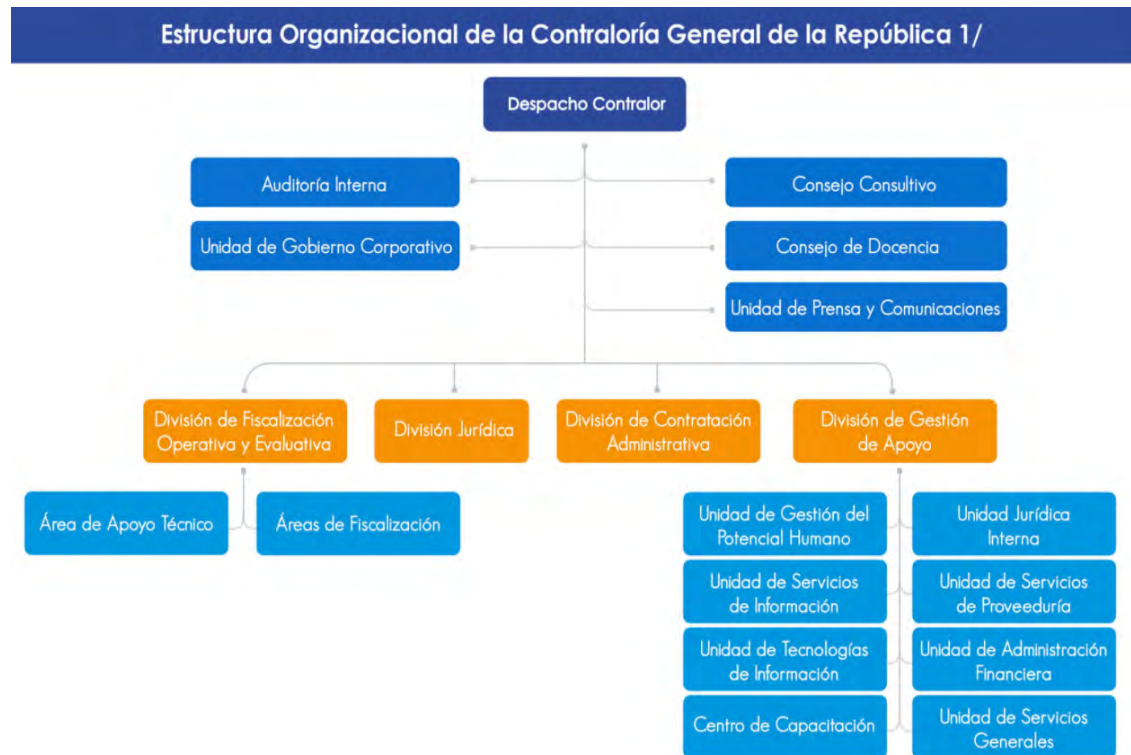 Estructura Organizacional de la Contraloría General de la República 1/
Despacho Contralor
Auditoría Interna
Consejo Consultivo
Unidad de Gobierno Corporativo
Consejo de Docencia
Unidad de Prensa y Comunicaciones
División de Fiscalización
Operativa y Evaluativa
División Jurídica
División de Contratación
Administrativa
División de Gestión
de Apoyo
Área de Apoyo Técnico
Áreas de Fiscalización
Unidad de Gestión del
Potencial Humano
Unidad Jurídica
Interna
Unidad de Servicios
de Información
Unidad de Servicios
de Proveeduría
Unidad de Tecnologías
de Información
Unidad de Administración
Financiera
Centro de Capacitación
Unidad de Servicios
Generales